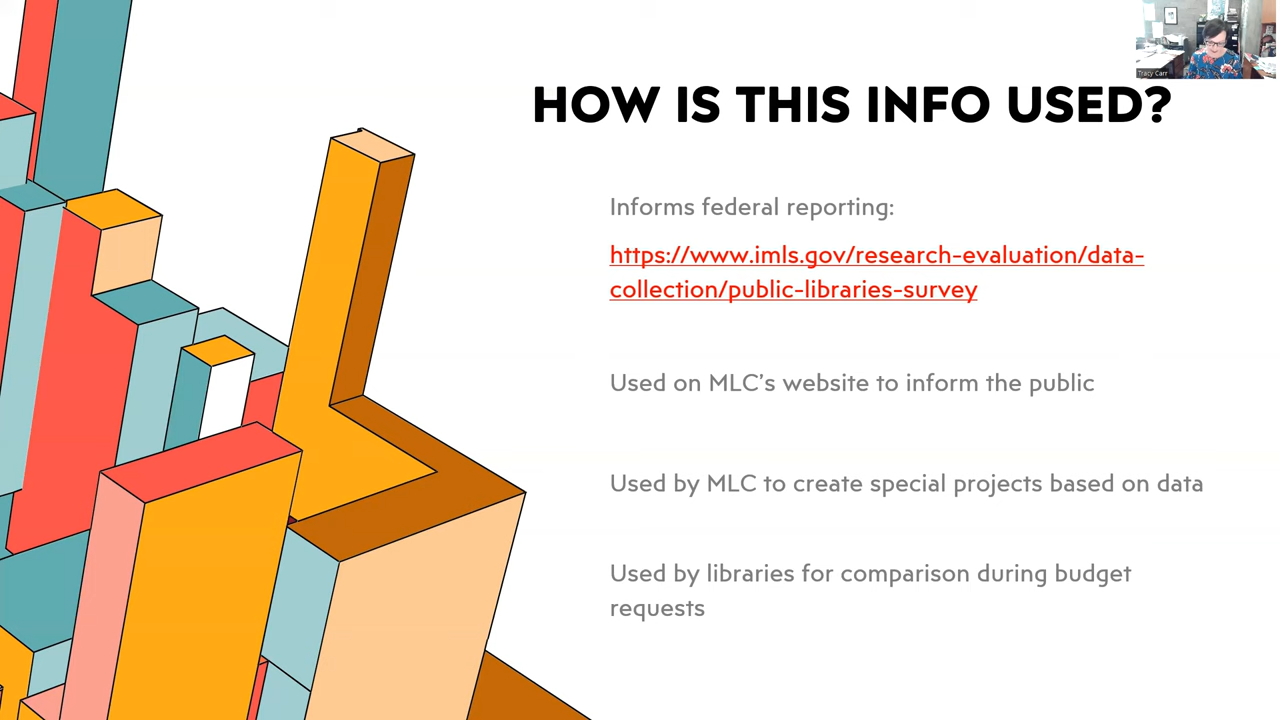 Tracy Carr
HOW IS THIS INFO USED?
Informs federal reporting:
https://www.imls.gov/research-evaluation/data-
collection/public-libraries-survey
Used on MLC’s website to inform the public
Used by MLC to create special projects based on data
Used by libraries for comparison during budget
requests